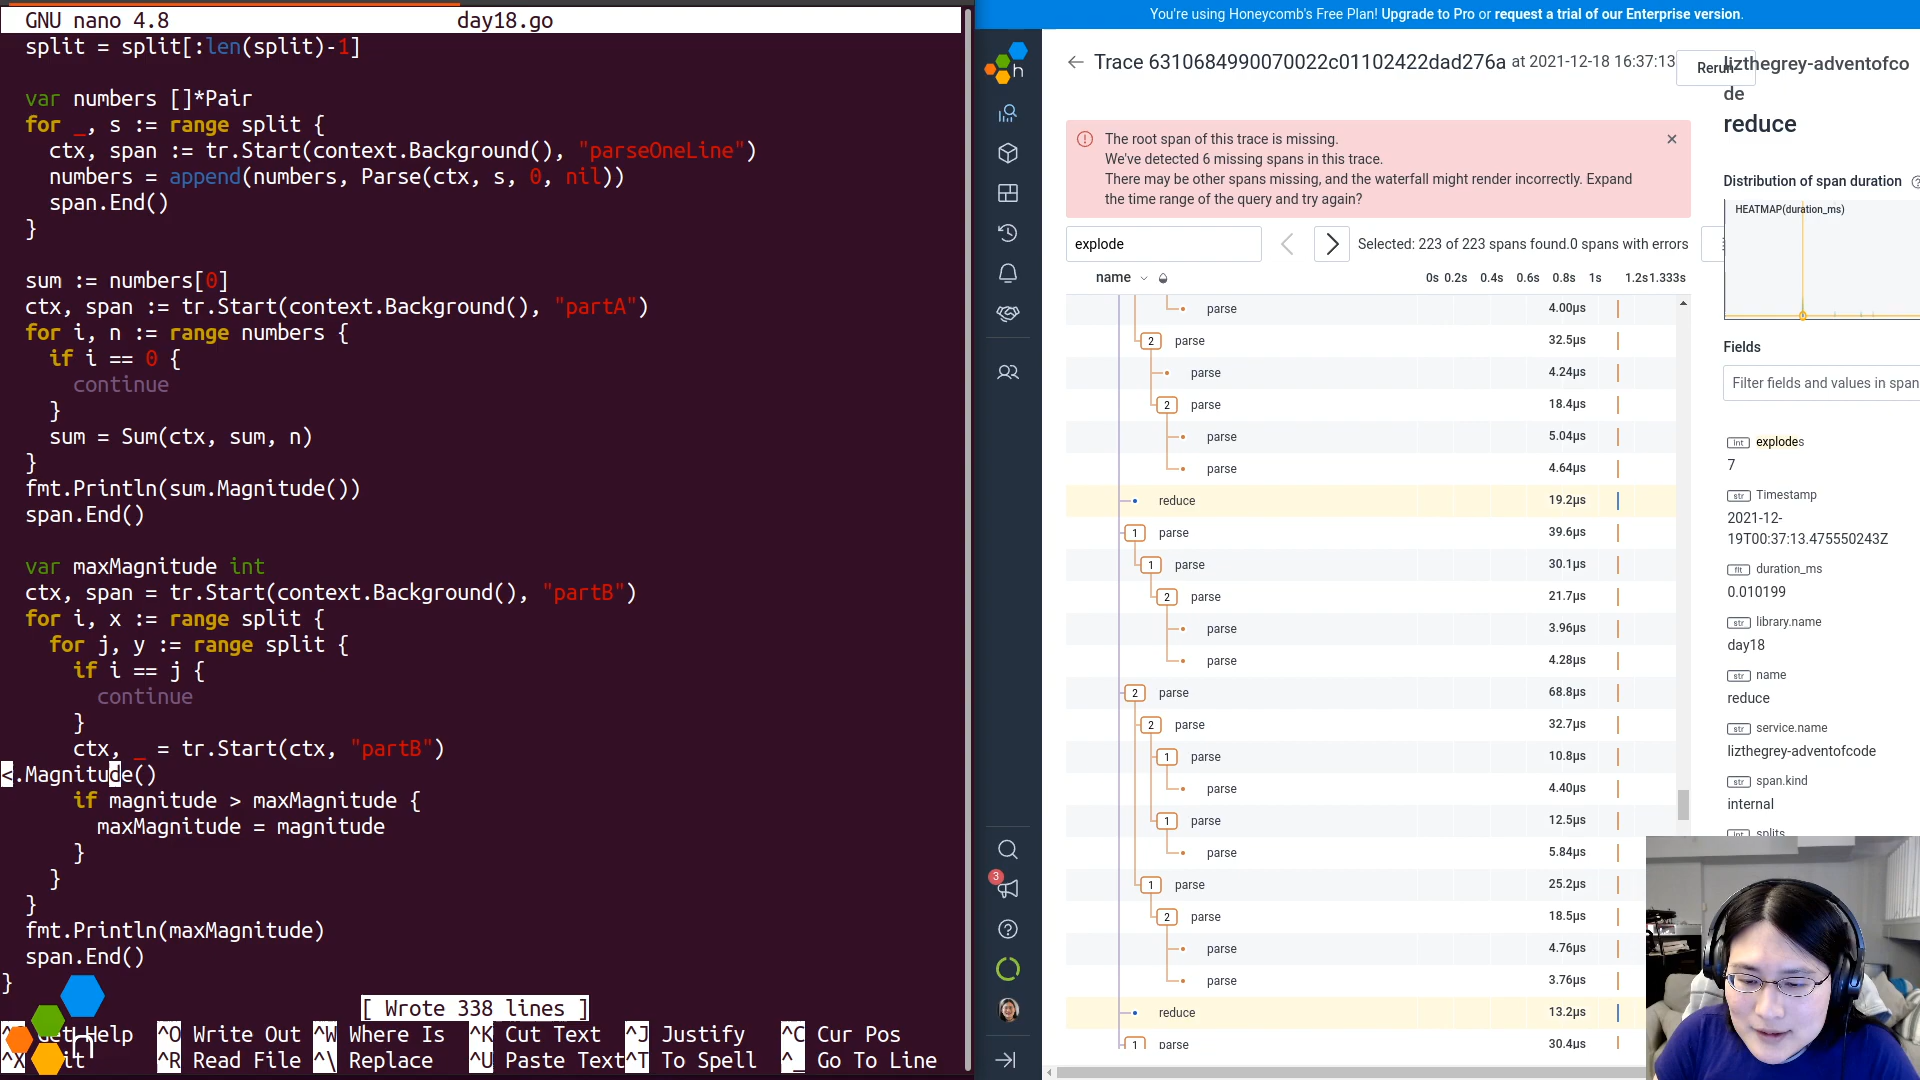 GNU nano 4.8 day18.go
split = split[:len(split)-1]
var numbers []*Pair
for _, s := range split {
ctx, span := tr.Start(context.Background(), "parseOneLine")
numbers = append(numbers, Parse(ctx, s, 0, nil))
span.End()
}
sum := numbers[0]
ctx, span := tr.Start(context.Background(), "partA")
for i, n := range numbers {
if i == 0 {
continue
}
sum = Sum(ctx, sum, n)
}
fmt.Println(sum.Magnitude())
span.End()
var maxMagnitude int
ctx, span = tr.Start(context.Background(), "partB")
for i, x := range split {
for j, y := range split {
if i == j {
continue
}
ctx, _ = tr.Start(ctx, "partB")
<.Magnitude()
if magnitude > maxMagnitude {
maxMagnitude = magnitude
}
}
}
fmt.Println(maxMagnitude)
span.End()
}
[ Wrote 338 lines ]
Get Help ^O Write Out ^W Where Is ^K Cut Text ^J Justify ^C Cur Pos
^X ^R Read File ^\ Replace ^U Paste Text ^T To Spell ^_ Go To Line
You're using Honeycomb's Free Plan! Upgrade to Pro or request a trial of our Enterprise version.
h
3
← Trace 6310684990070022c01102422dad276a at 2021-12-18 16:37:13
Rerun
The root span of this trace is missing.
We've detected 6 missing spans in this trace.
There may be other spans missing, and the waterfall might render incorrectly. Expand
the time range of the query and try again?
explode
Selected: 223 of 223 spans found.0 spans with errors
name 0s 0.2s 0.4s 0.6s 0.8s 1s 1.2s1.333s
parse 4.00µs
2 parse 32.5µs
parse 4.24µs
2 parse 18.4µs
parse 5.04µs
parse 4.64µs
reduce 19.2µs
1 parse 39.6µs
1 parse 30.1µs
2 parse 21.7µs
parse 3.96µs
parse 4.28µs
2 parse 68.8µs
2 parse 32.7µs
1 parse 10.8µs
parse 4.40µs
1 parse 12.5µs
parse 5.84µs
1 parse 25.2µs
2 parse 18.5µs
parse 4.76µs
parse 3.76µs
reduce 13.2µs
1 parse 30.4µs
lizthegrey-adventofco
de
reduce
Distribution of span duration
HEATMAP(duration_ms)
Fields
Filter fields and values in span
int explodes
7
str Timestamp
2021-12-
19T00:37:13.475550243Z
flt duration_ms
0.010199
str library.name
day18
str name
reduce
str service.name
lizthegrey-adventofcode
str span.kind
internal
int splits